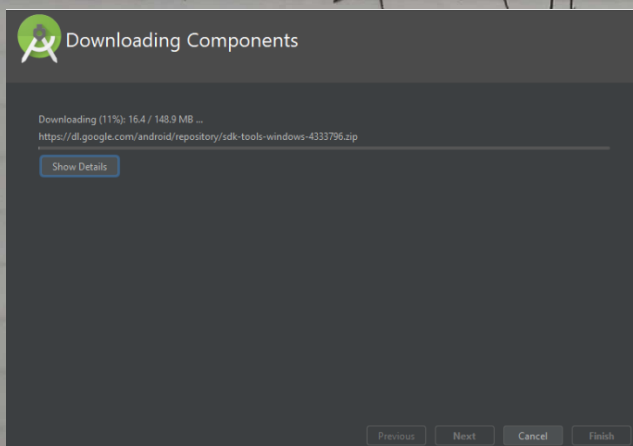 Downloading Components
Downloading (11%): 16.4 / 148.9 MB ...
https://dl.google.com/android/repository/sdk-tools-windows-4333796.zip
Show Details
Previous
Next
Cancel
Finish